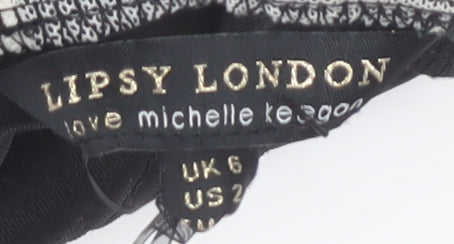 LIPSY LONDON
love michelle keegan
UK 6
US 2